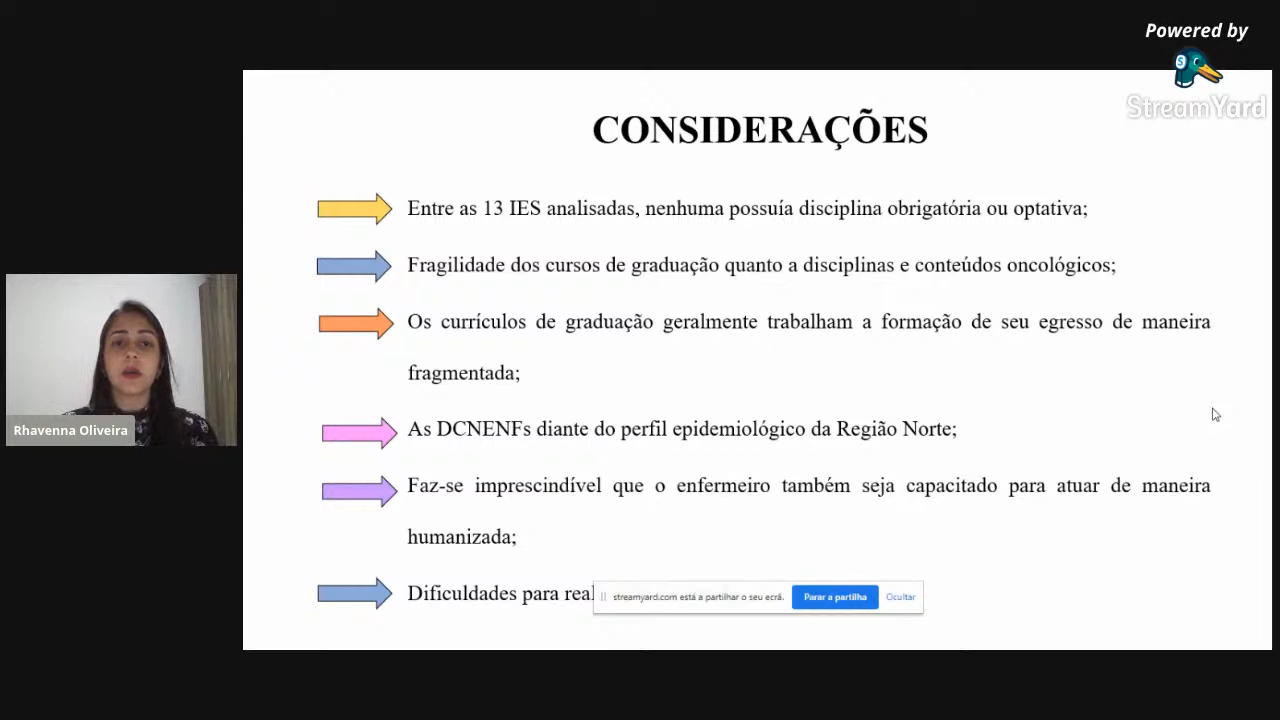 Powered by
StreamYard
CONSIDERAÇÕES
Entre as 13 IES analisadas, nenhuma possuía disciplina obrigatória ou optativa;
Fragilidade dos cursos de graduação quanto a disciplinas e conteúdos oncológicos;
Os currículos de graduação geralmente trabalham a formação de seu egresso de maneira
fragmentada;
As DCNENFs diante do perfil epidemiológico da Região Norte;
Faz-se imprescindível que o enfermeiro também seja capacitado para atuar de maneira
humanizada;
Dificuldades para
streamyard.com está a partilhar o seu ecrã.
Parar a partilha
Ocultar
Rhavenna Oliveira